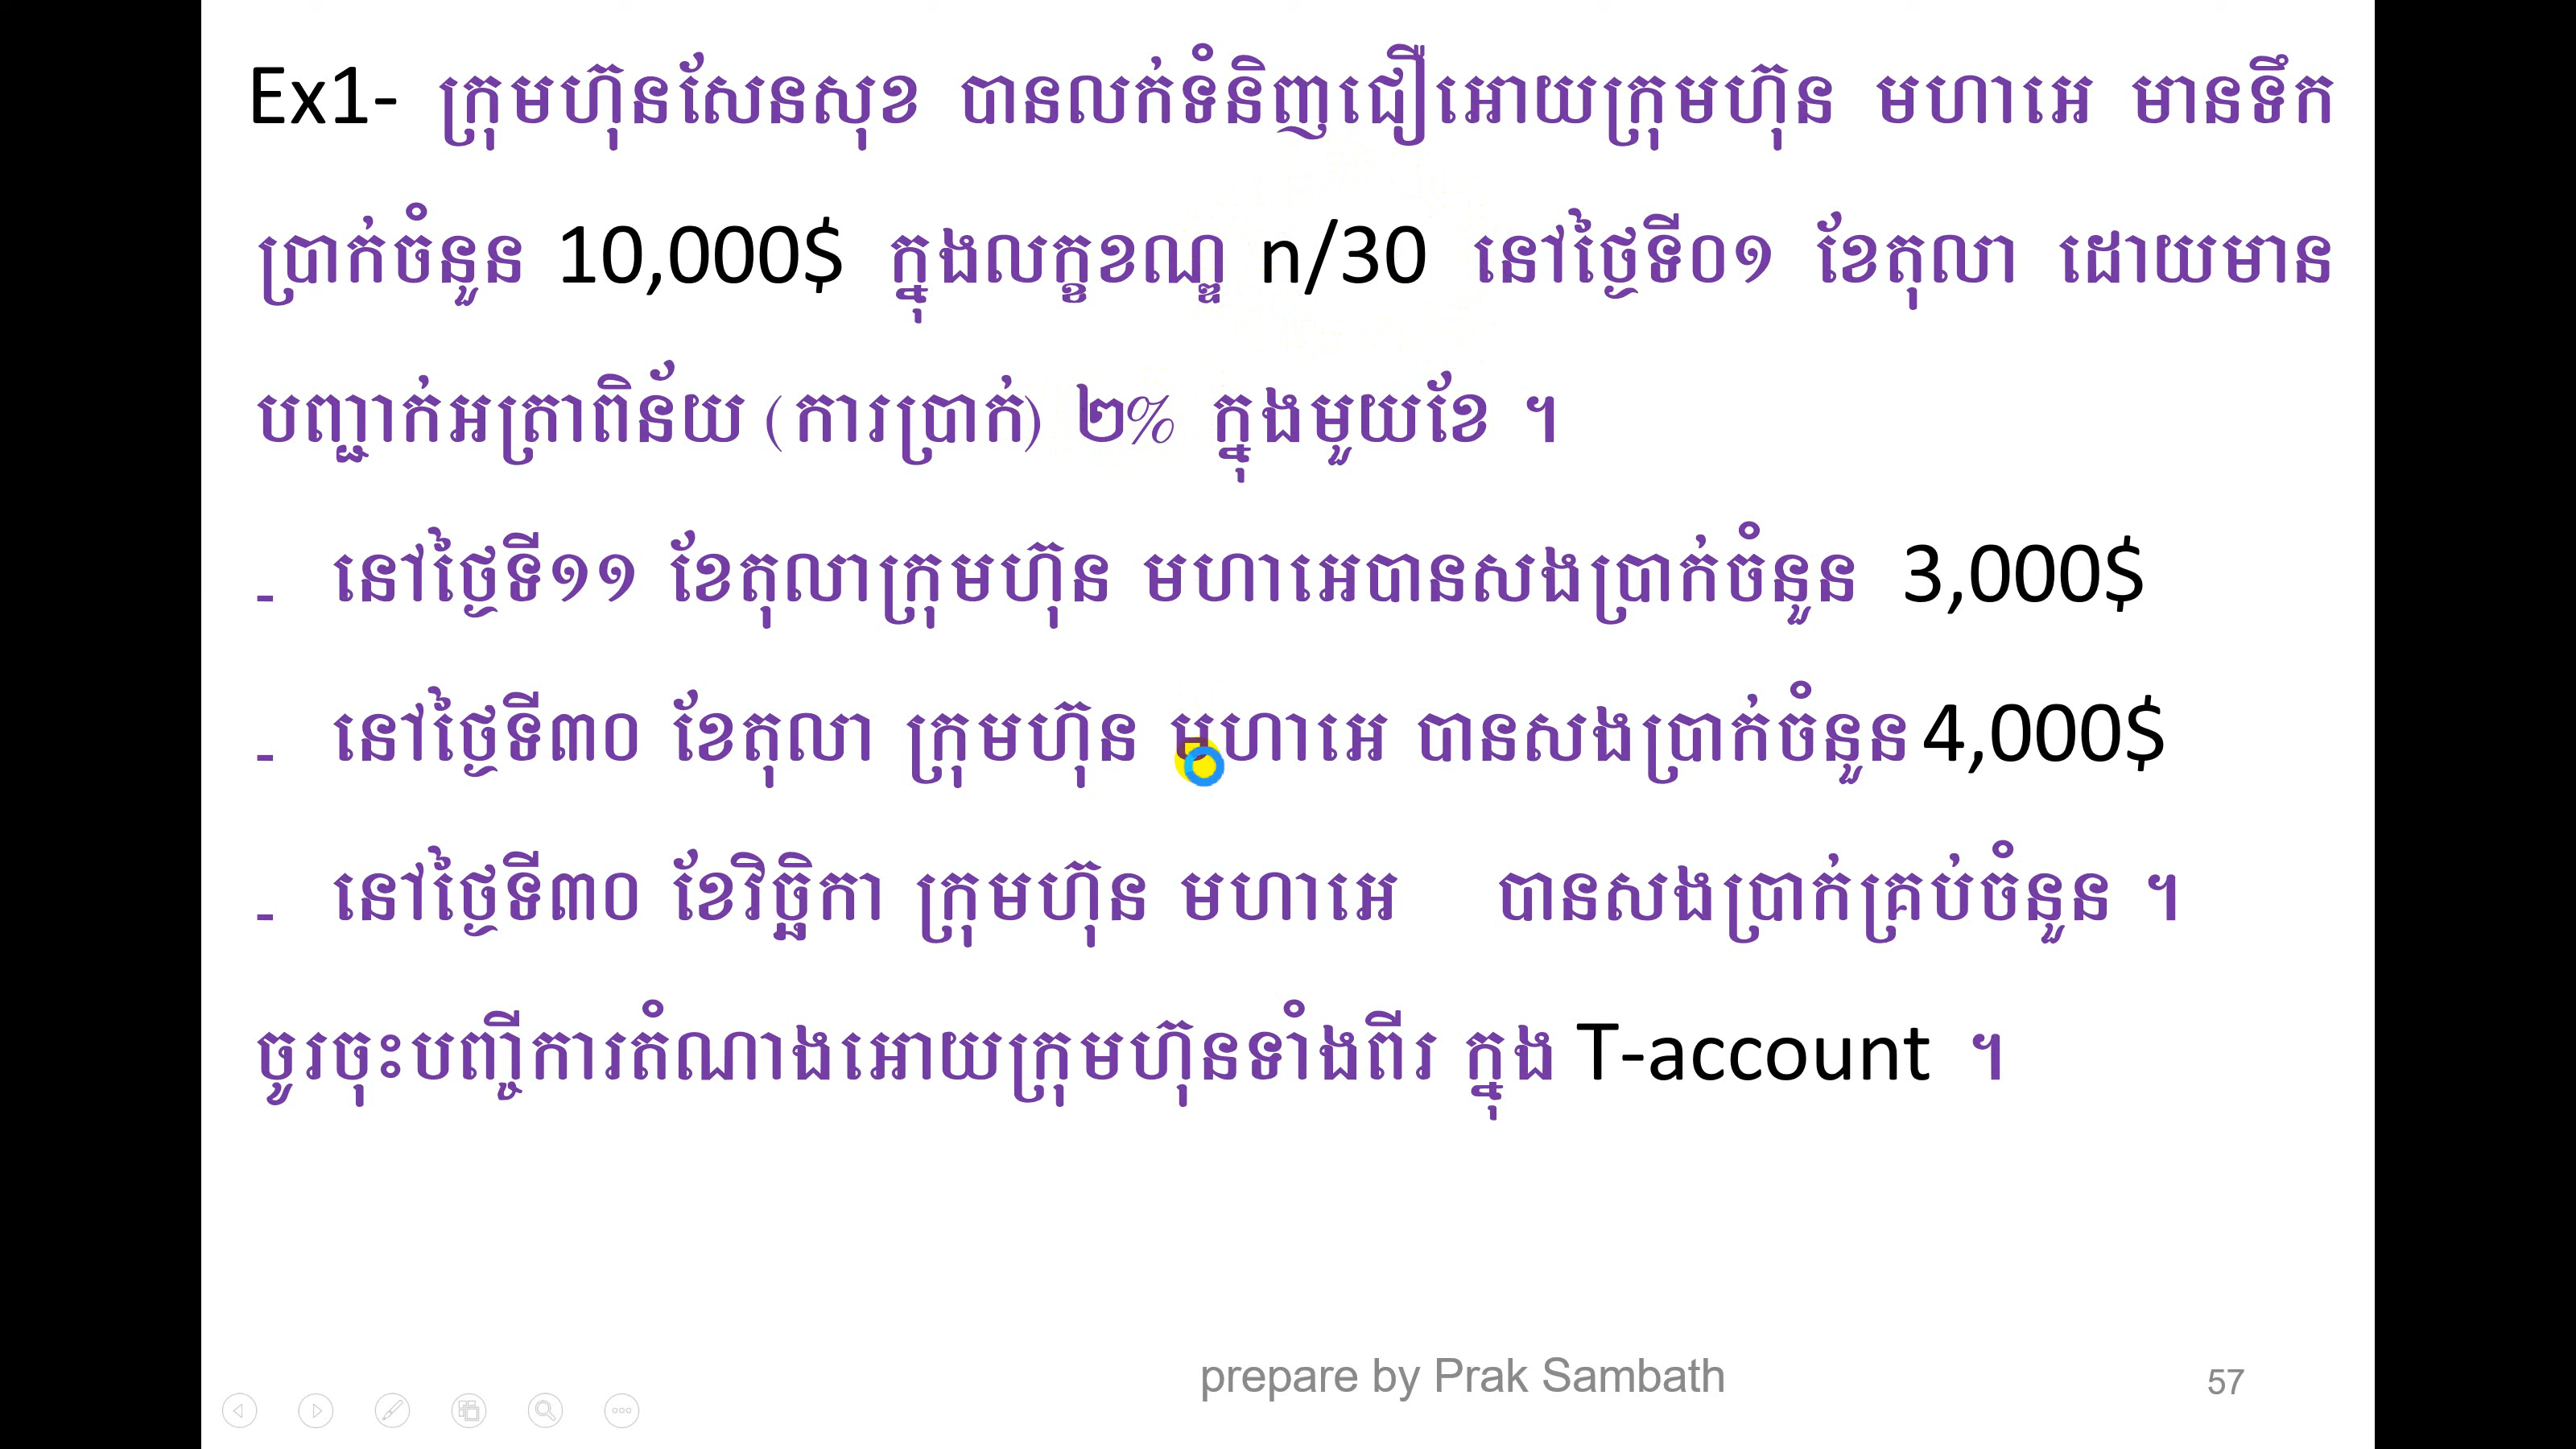 Ex1- ក្រុមហ៊ុនសែនសុខ បានលក់ទំនិញជឿអោយក្រុមហ៊ុន មហាអេ មានទឹក
ប្រាក់ចំនួន 10,000$ ក្នុងលក្ខខណ្ឌ n/30 នៅថ្ងៃទី០១ ខែតុលា ដោយមាន
បញ្ជាក់អត្រាពិន័យ (ការប្រាក់) ២% ក្នុងមួយខែ ។
- នៅថ្ងៃទី១១ ខែតុលាក្រុមហ៊ុន មហាអេបានសងប្រាក់ចំនួន 3,000$
- នៅថ្ងៃទី៣០ ខែតុលា ក្រុមហ៊ុន មហាអេ បានសងប្រាក់ចំនួន 4,000$
- នៅថ្ងៃទី៣០ ខែវិច្ឆិកា ក្រុមហ៊ុន មហាអេ បានសងប្រាក់គ្រប់ចំនួន ។
ចូរចុះបញ្ជីការតំណាងអោយក្រុមហ៊ុនទាំងពីរ ក្នុង T-account ។
prepare by Prak Sambath
57